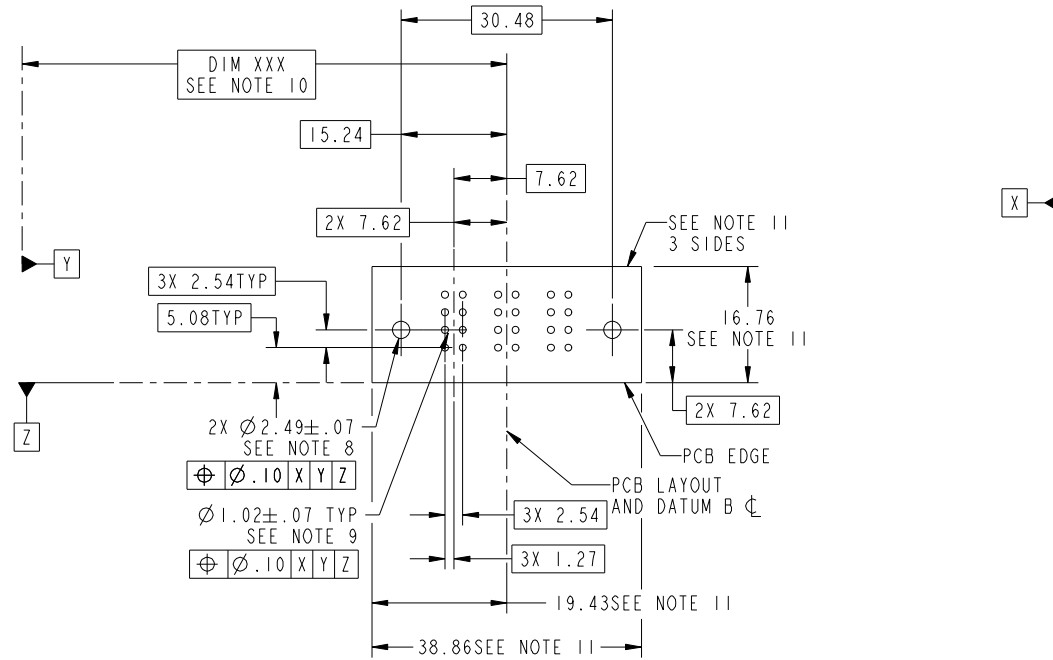 30.48
DIM XXX
SEE NOTE 10
15.24
7.62
X
2X 7.62
SEE NOTE 11
3 SIDES
Y
3X 2.54TYP
5.08TYP
16.76
SEE NOTE 11
2X 7.62
Z
2X Ø2.49±.07
SEE NOTE 8
⌖ Ø.10 X Y Z
PCB EDGE
PCB LAYOUT
AND DATUM B ℄
Ø1.02±.07 TYP
SEE NOTE 9
⌖ Ø.10 X Y Z
3X 2.54
3X 1.27
19.43SEE NOTE 11
38.86SEE NOTE 11